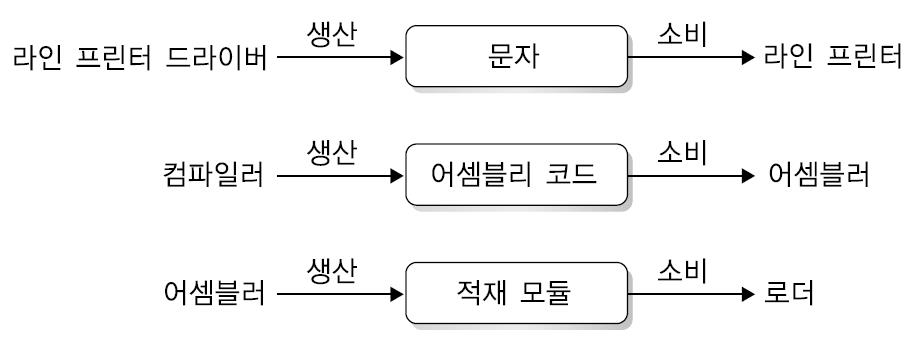 라인 프린터 드라이버 생산 문자 소비 라인 프린터
컴파일러 생산 어셈블리 코드 소비 어셈블러
어셈블러 생산 적재 모듈 소비 로더